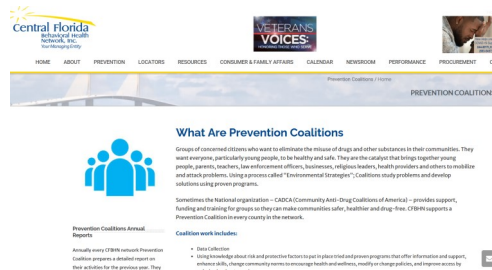 Central Florida
Behavioral Health
Network, Inc.
Your Managing Entity
VETERANS
VOICES:
HOME ABOUT PREVENTION LOCATORS RESOURCES CONSUMER & FAMILY AFFAIRS CALENDAR NEWSROOM PERFORMANCE PROCUREMENT
Prevention Coalitions / Home
PREVENTION COALITIONS
What Are Prevention Coalitions
Groups of concerned citizens who want to eliminate the misuse of drugs and other substances in their communities. They
want everyone, particularly young people, to be healthy and safe. They are the catalyst that brings together young
people, parents, teachers, law enforcement officers, businesses, religious leaders, health providers and others to mobilize
and attack problems. Using a process called "Environmental Strategies"; Coalitions study problems and develop
solutions using proven programs.
Sometimes the National organization – CADCA (Community Anti-Drug Coalitions of America) – provides support,
funding and training for groups so they can make communities safer, healthier and drug-free. CFBHN supports a
Prevention Coalition in every county in the network.
Coalition work includes:
• Data Collection
• Using knowledge about risk and protective factors to put in place tried and proven programs that offer information and support,
enhance skills, change community norms to encourage health and wellness, modify or change policies, and improve access by
Prevention Coalitions Annual
Reports
Annually every CFBHN network Prevention
Coalition prepares a detailed report on
their activities for the previous year. They